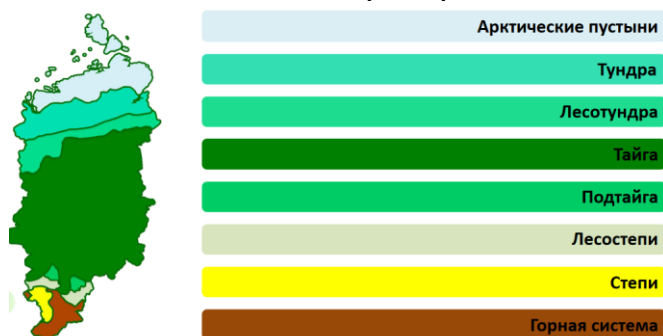 Арктические пустыни
Тундра
Лесотундра
Тайга
Подтайга
Лесостепи
Степи
Горная система